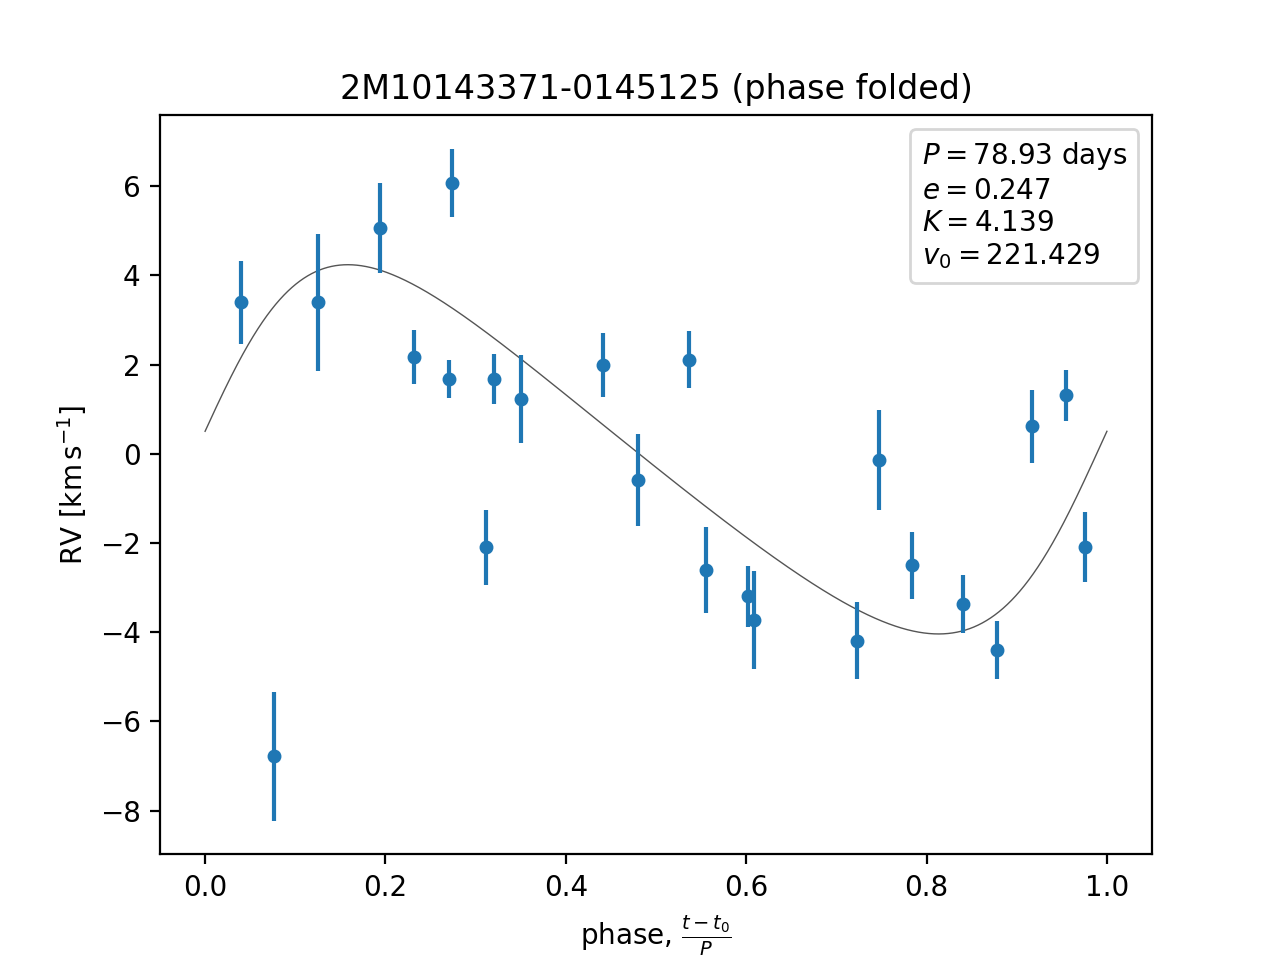 2M10143371-0145125 (phase folded)
P = 78.93 days
e = 0.247
K = 4.139
v₀ = 221.429
RV [km s⁻¹]
6
4
2
0
−2
−4
−6
−8
0.0 0.2 0.4 0.6 0.8 1.0
phase, (t − t₀)/P